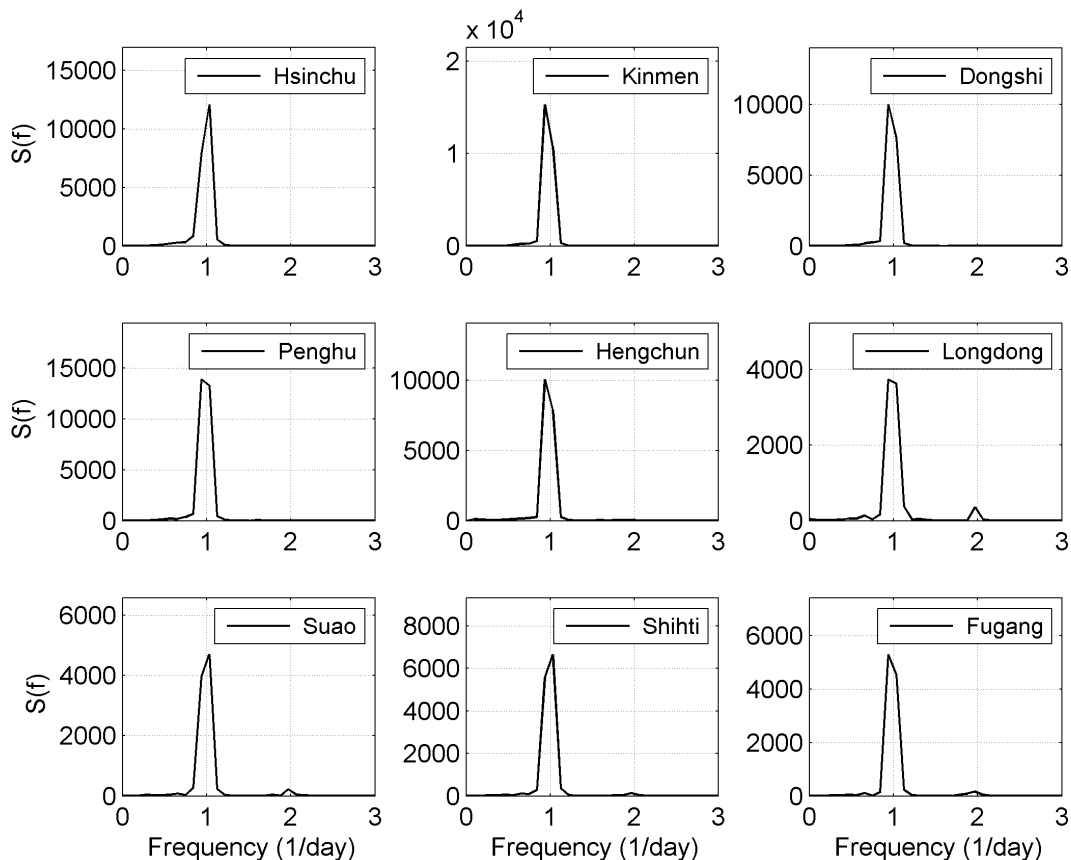 x 10⁴
15000
10000
5000
0
S(f)
Hsinchu
0 1 2 3
2
1
0
Kinmen
0 1 2 3
10000
5000
0
Dongshi
0 1 2 3
15000
10000
5000
0
S(f)
Penghu
0 1 2 3
10000
5000
0
Hengchun
0 1 2 3
4000
2000
0
Longdong
0 1 2 3
6000
4000
2000
0
S(f)
Suao
0 1 2 3
Frequency (1/day)
8000
6000
4000
2000
0
Shihti
0 1 2 3
Frequency (1/day)
6000
4000
2000
0
Fugang
0 1 2 3
Frequency (1/day)